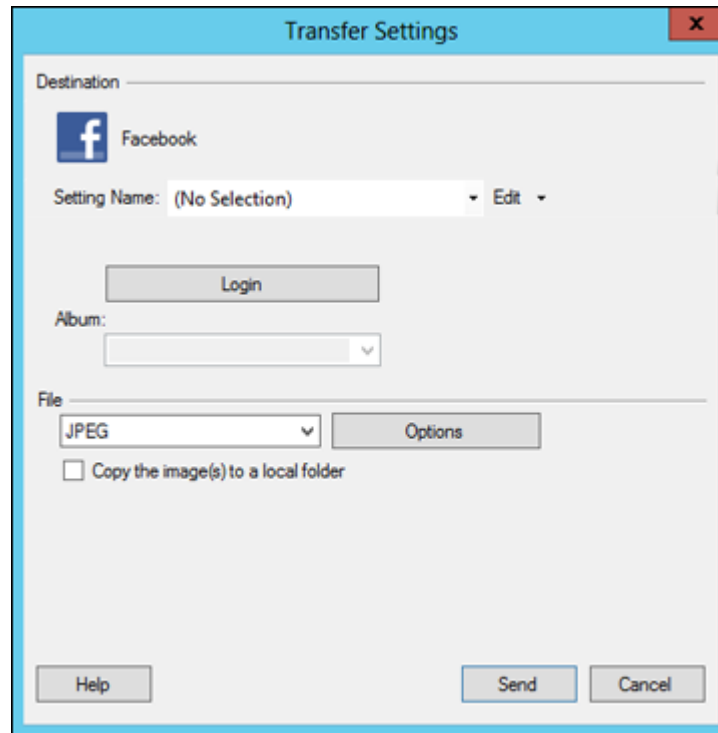 Transfer Settings
x
Destination
f Facebook
Setting Name: (No Selection) Edit
Login
Album:
File
JPEG Options
Copy the image(s) to a local folder
Help Send Cancel